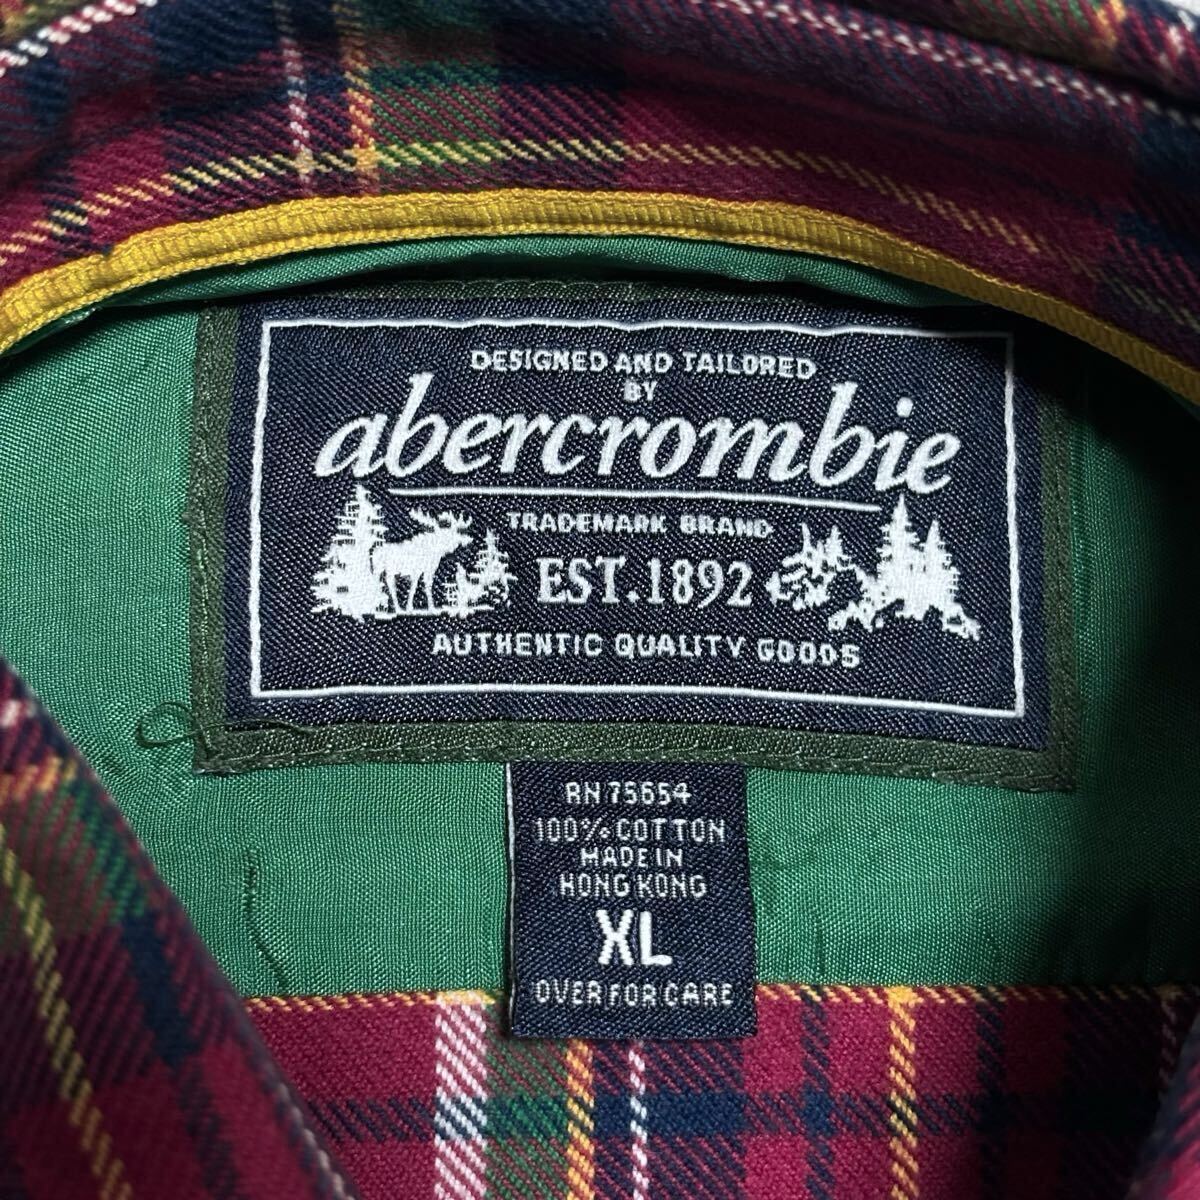 DESIGNED AND TAILORED
BY
abercrombie
TRADEMARK BRAND
EST. 1892
AUTHENTIC QUALITY GOODS
RN 75654
100% COTTON
MADE IN
HONG KONG
XL
OVER FOR CARE